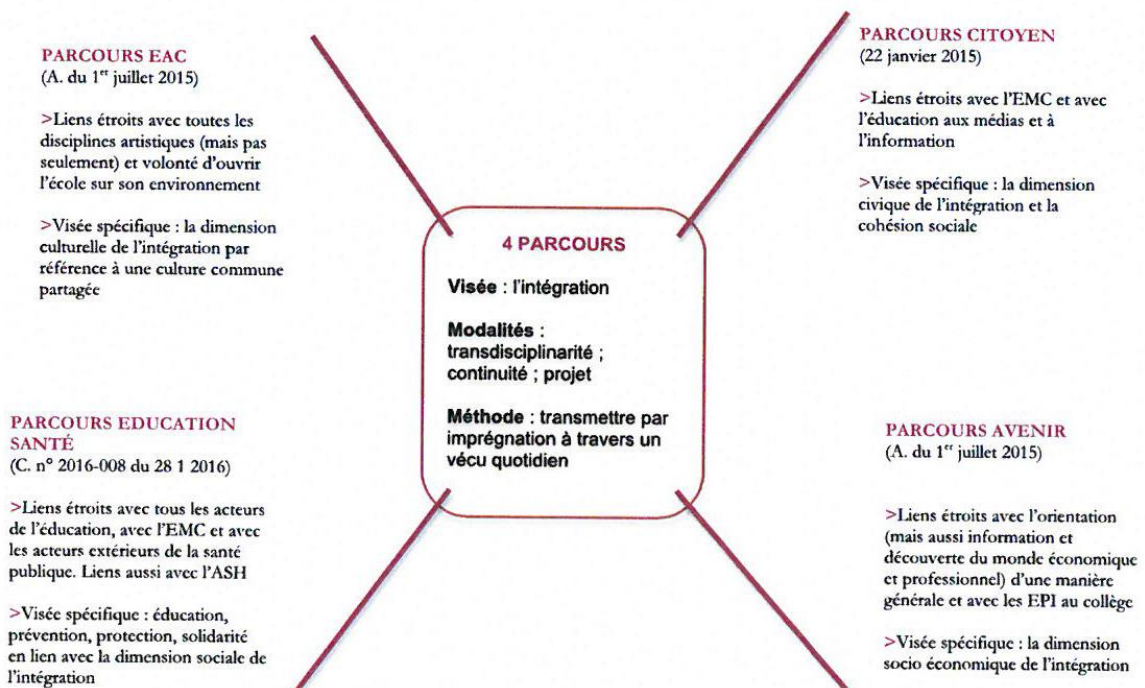 PARCOURS EAC
(A. du 1er juillet 2015)
>Liens étroits avec toutes les
disciplines artistiques (mais pas
seulement) et volonté d'ouvrir
l'école sur son environnement
>Visée spécifique : la dimension
culturelle de l'intégration par
référence à une culture commune
partagée
PARCOURS CITOYEN
(22 janvier 2015)
>Liens étroits avec l'EMC et avec
l'éducation aux médias et à
l'information
>Visée spécifique : la dimension
civique de l'intégration et la
cohésion sociale
4 PARCOURS
Visée : l'intégration
Modalités :
transdisciplinarité ;
continuité ; projet
Méthode : transmettre par
imprégnation à travers un
vécu quotidien
PARCOURS EDUCATION
SANTÉ
(C. n° 2016-008 du 28 1 2016)
>Liens étroits avec tous les acteurs
de l'éducation, avec l'EMC et avec
les acteurs extérieurs de la santé
publique. Liens aussi avec l'ASH
>Visée spécifique : éducation,
prévention, protection, solidarité
en lien avec la dimension sociale de
l'intégration
PARCOURS AVENIR
(A. du 1er juillet 2015)
>Liens étroits avec l'orientation
(mais aussi information et
découverte du monde économique
et professionnel) d'une manière
générale et avec les EPI au collège
>Visée spécifique : la dimension
socio économique de l'intégration